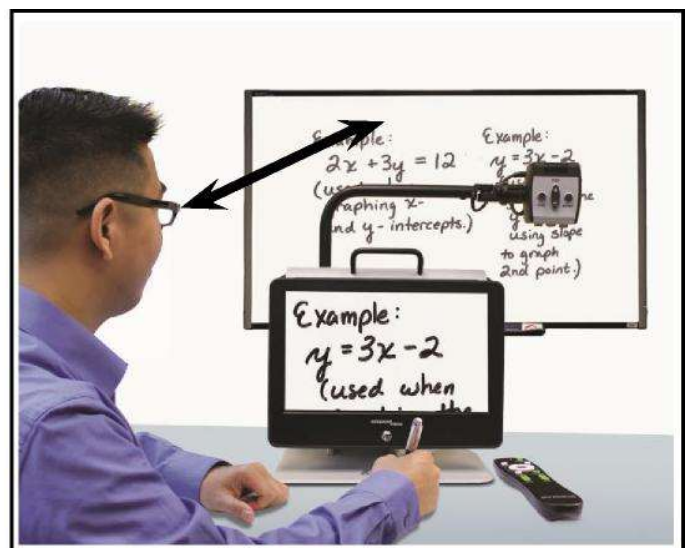 Example:
2x + 3y = 12
(used
graphing x-
and y- intercepts.)
Example:
y = 3x - 2
using slope
to graph
2nd point.)
Example:
y = 3x - 2
(used when
the